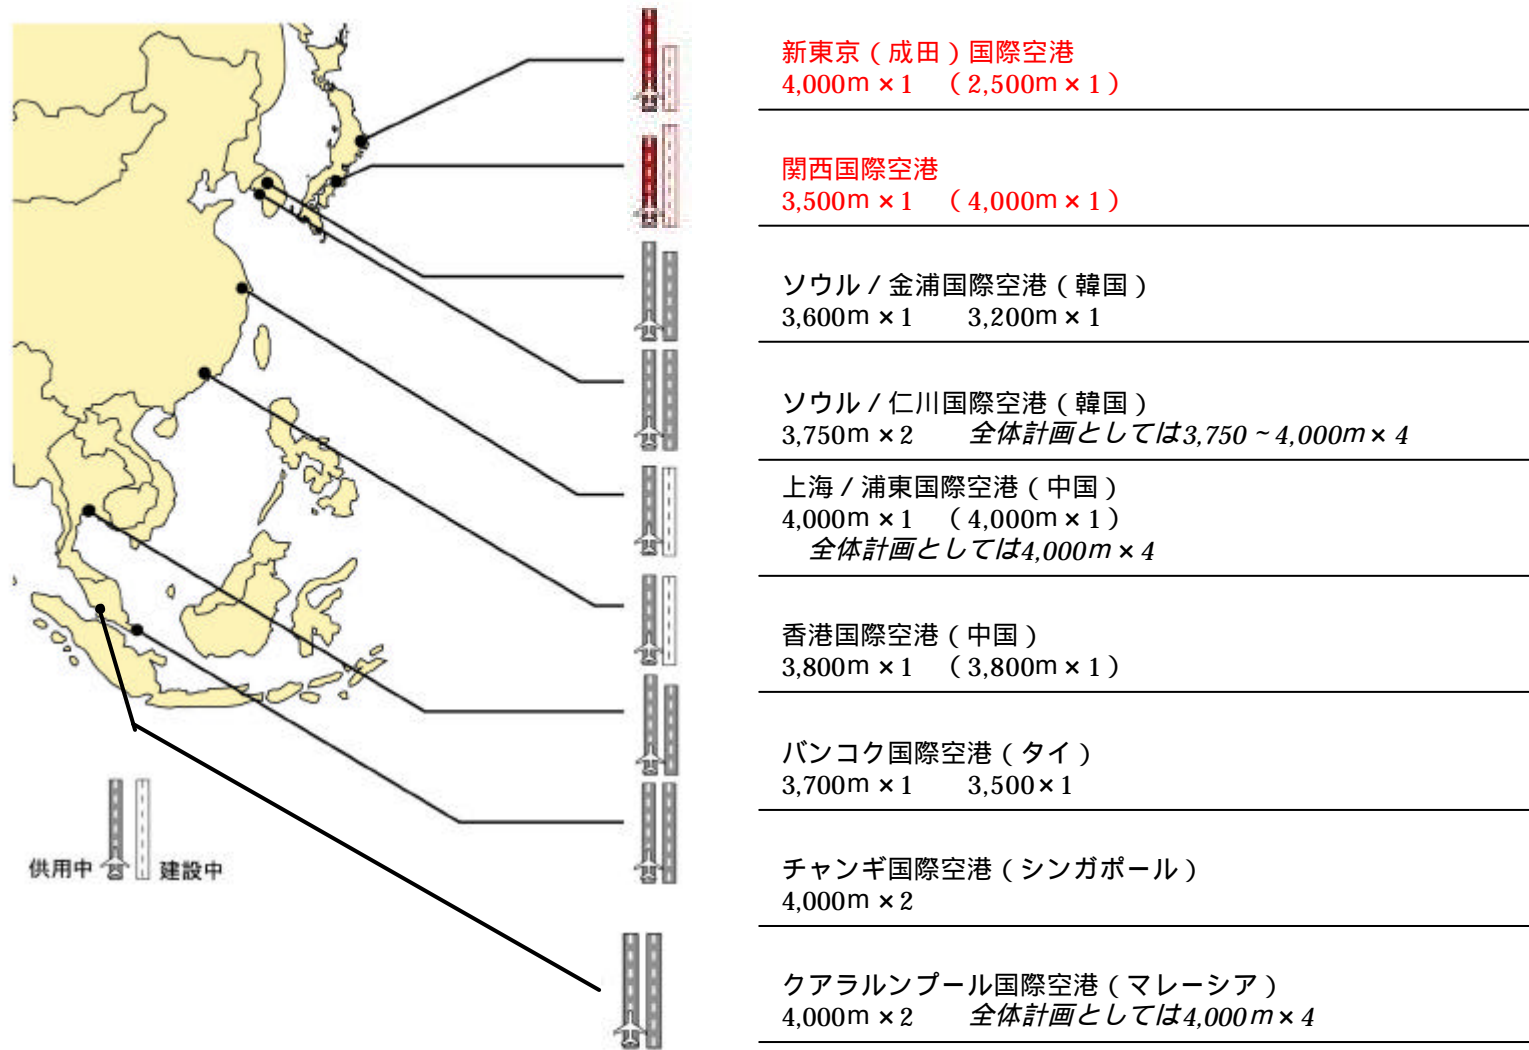 新東京（成田）国際空港
4,000m×1　（2,500m×1）
関西国際空港
3,500m×1　（4,000m×1）
ソウル / 金浦国際空港（韓国）
3,600m×1　3,200m×1
ソウル / 仁川国際空港（韓国）
3,750m×2　全体計画としては3,750~4,000m×4
上海 / 浦東国際空港（中国）
4,000m×1　（4,000m×1）
全体計画としては4,000m×4
香港国際空港（中国）
3,800m×1　（3,800m×1）
バンコク国際空港（タイ）
3,700m×1　3,500×1
チャンギ国際空港（シンガポール）
4,000m×2
クアラルンプール国際空港（マレーシア）
4,000m×2　全体計画としては4,000m×4
供用中　建設中